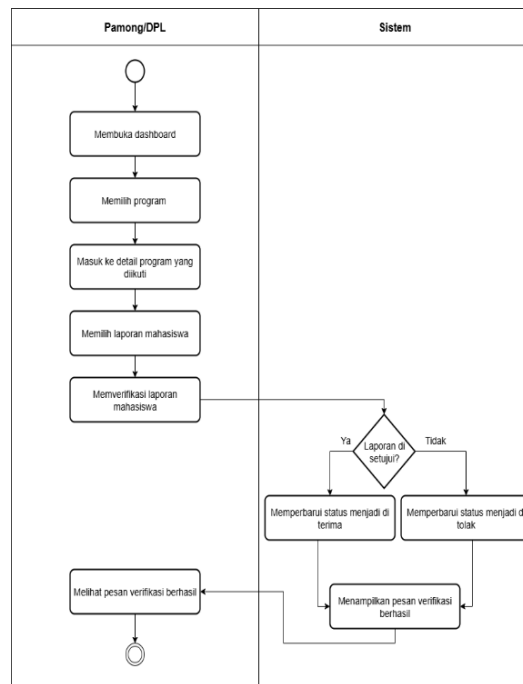 Pamong/DPL
Sistem
Membuka dashboard
Memilih program
Masuk ke detail program yang
diikuti
Memilih laporan mahasiswa
Memverifikasi laporan
mahasiswa
Laporan di
setujui?
Ya
Tidak
Memperbarui status menjadi di
terima
Memperbarui status menjadi di
tolak
Menampilkan pesan verifikasi
berhasil
Melihat pesan verifikasi berhasil